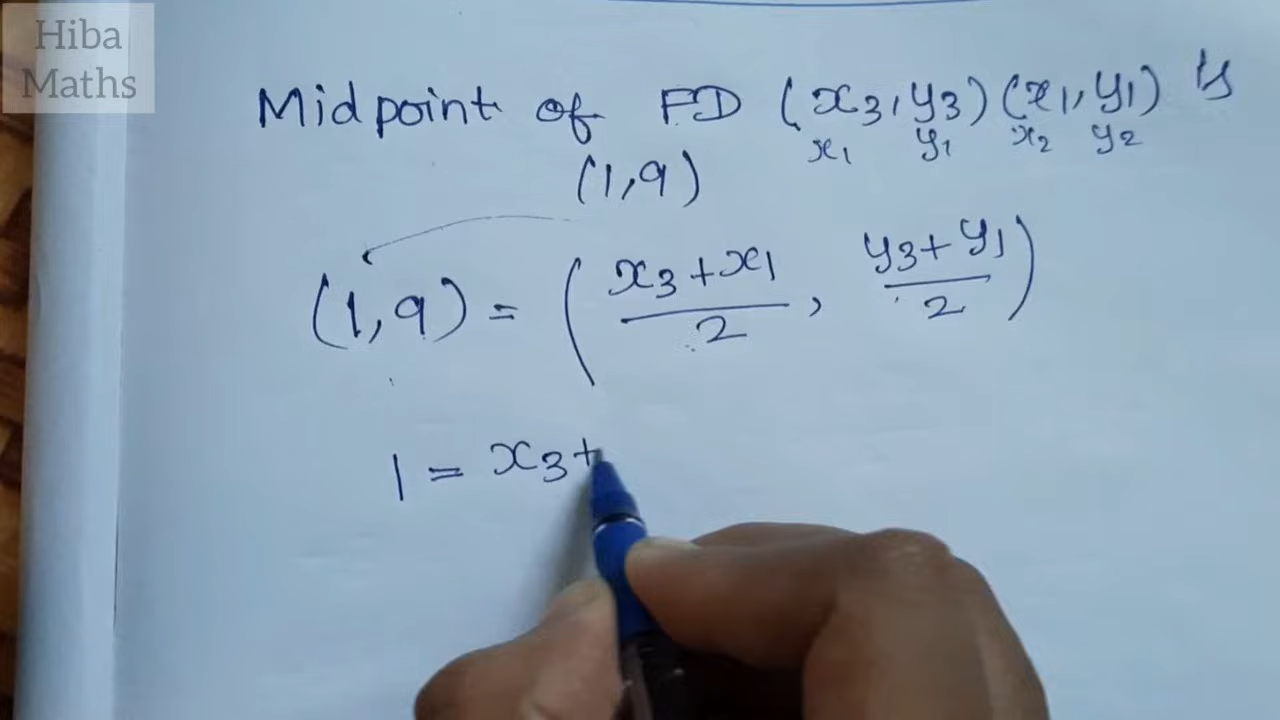 Hiba
Maths
Midpoint of FD (x3,y3)(x1,y1) is
x1 y1 x2 y2
(1,9)
(1,9) = (x3+x1/2, y3+y1/2)
1 = x3+